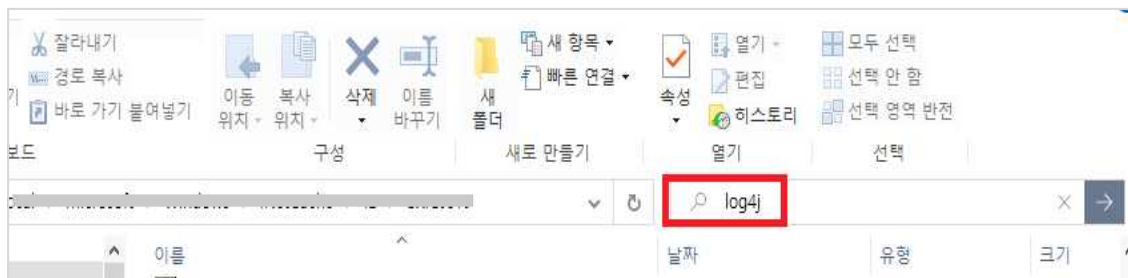 잘라내기
경로 복사
바로 가기 붙여넣기
이동 위치
복사 위치
삭제
이름 바꾸기
새 폴더
새 항목
빠른 연결
속성
열기
편집
히스토리
모두 선택
선택 안 함
선택 영역 반전
구성
새로 만들기
열기
선택
log4j
이름
날짜
유형
크기